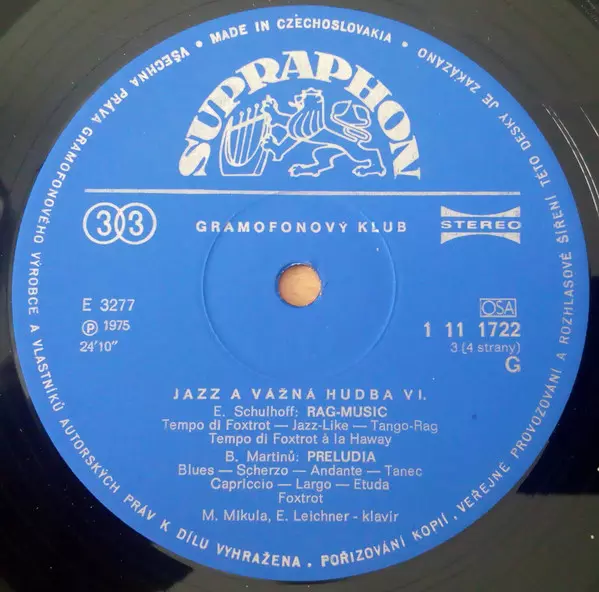 VŠECHNA PRÁVA GRAMOFONOVÉHO VÝROBCE A VLASTNÍKŮ AUTORSKÝCH PRÁV K DÍLU VYHRAŽENA. POŘIZOVÁNÍ KOPIÍ, VEŘEJNÉ PROVOZOVÁNÍ A ROZHLASOVÉ ŠÍŘENÍ TÉTO DESKY JE ZAKÁZÁNO • MADE IN CZECHOSLOVAKIA •
SUPRAPHON
33 GRAMOFONOVÝ KLUB STEREO
E 3277
Ⓟ 1975
24'10"
OSA
1 11 1722
3 (4 strany)
G
JAZZ A VÁŽNÁ HUDBA VI.
E. Schulhoff: RAG-MUSIC
Tempo di Foxtrot — Jazz-Like — Tango-Rag
Tempo di Foxtrot à la Haway
B. Martinů: PRELUDIA
Blues — Scherzo — Andante — Tanec
Capriccio — Largo — Etuda
Foxtrot
M. Mikula, E. Leichner - klavír